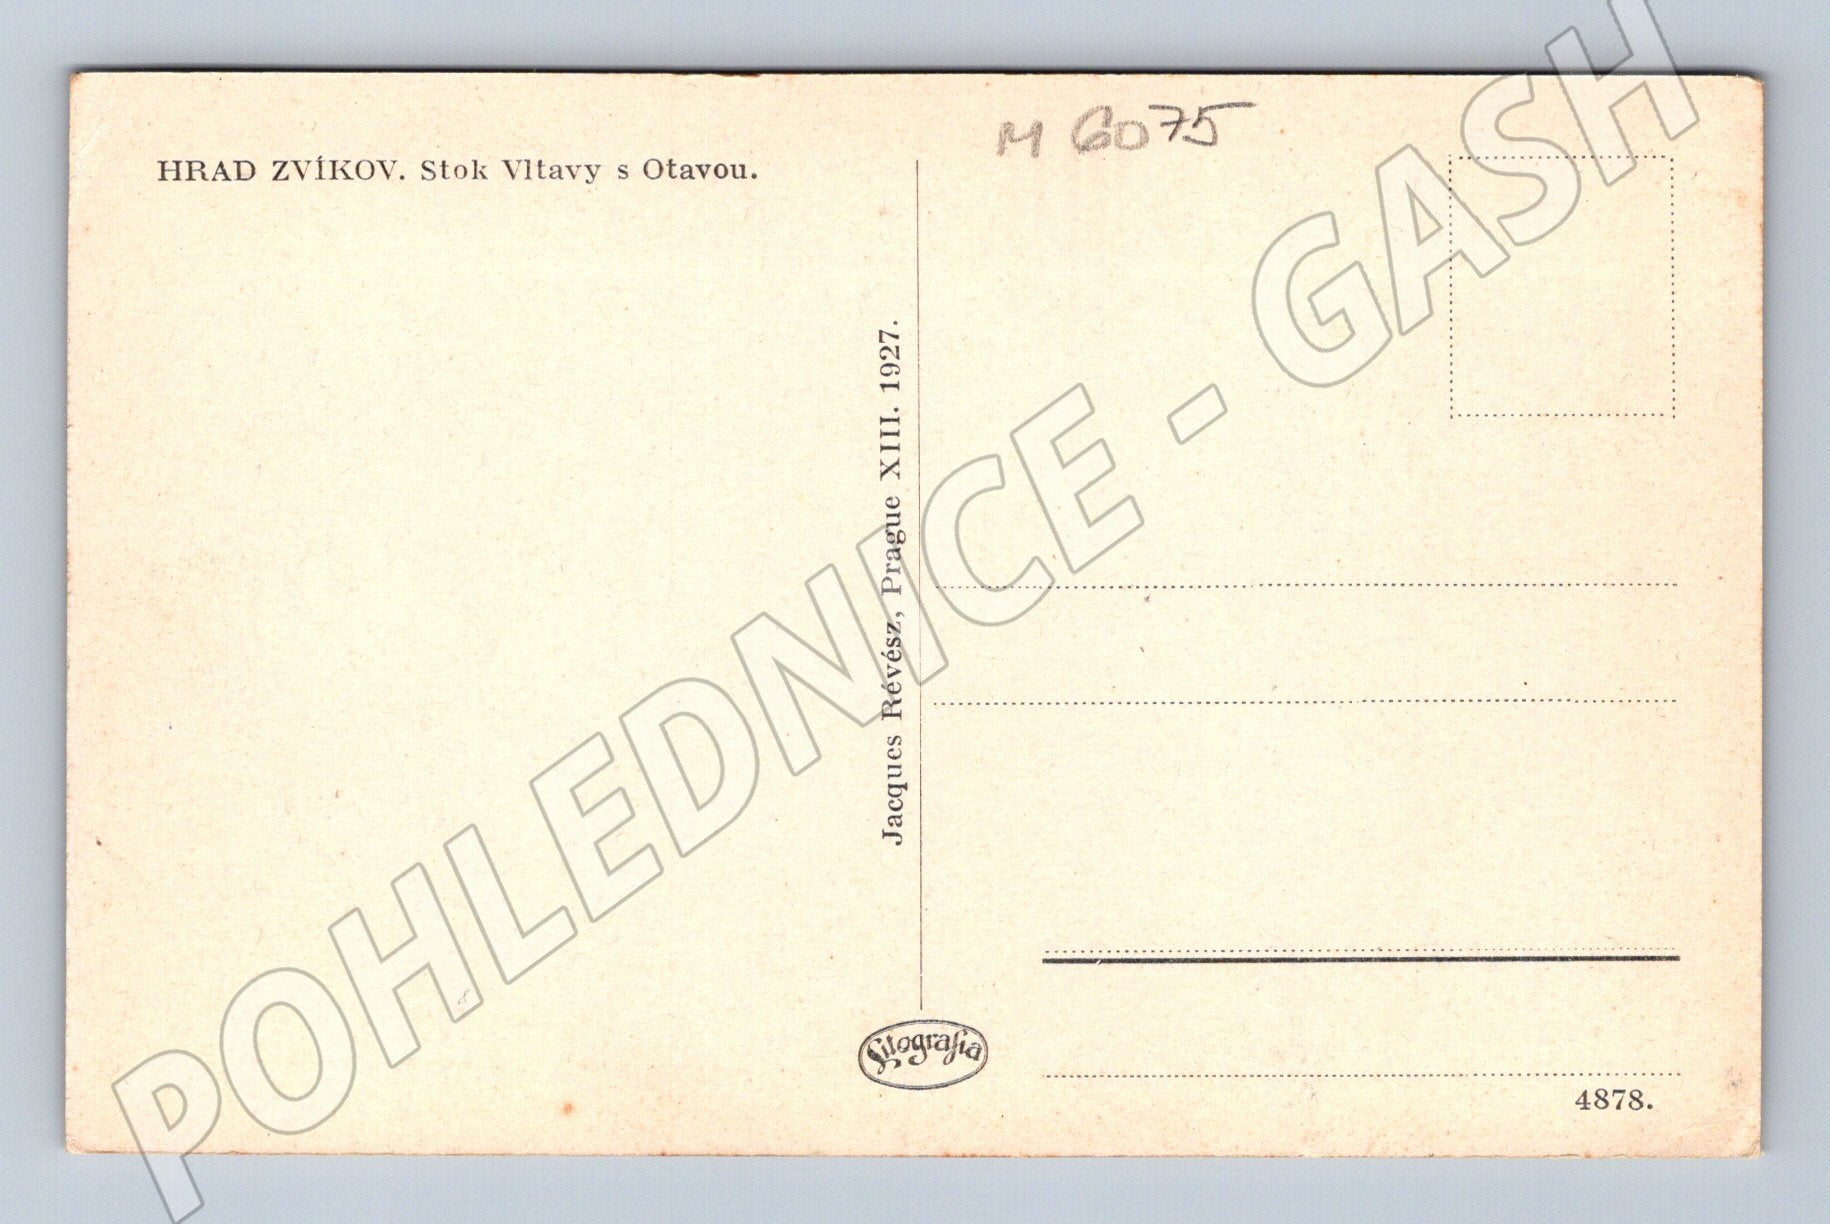 M 6075
HRAD ZVÍKOV. Stok Vltavy s Otavou.
Jacques Révész, Prague XIII. 1927.
Litografia
4878.
POHLEDNICE - GASH